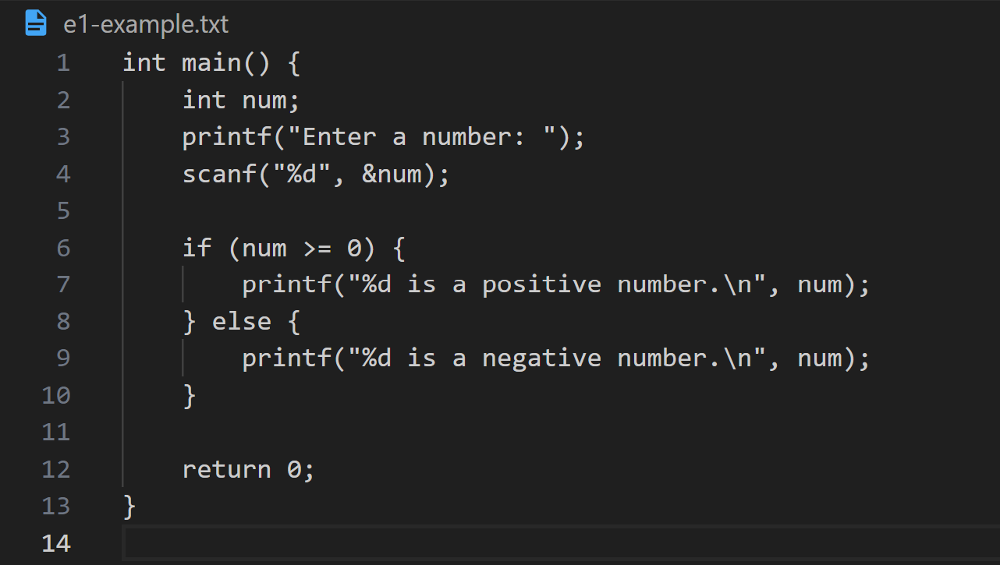 e1-example.txt
1 int main() {
2     int num;
3     printf("Enter a number: ");
4     scanf("%d", &num);
5
6     if (num >= 0) {
7         printf("%d is a positive number.\n", num);
8     } else {
9         printf("%d is a negative number.\n", num);
10     }
11
12     return 0;
13 }
14